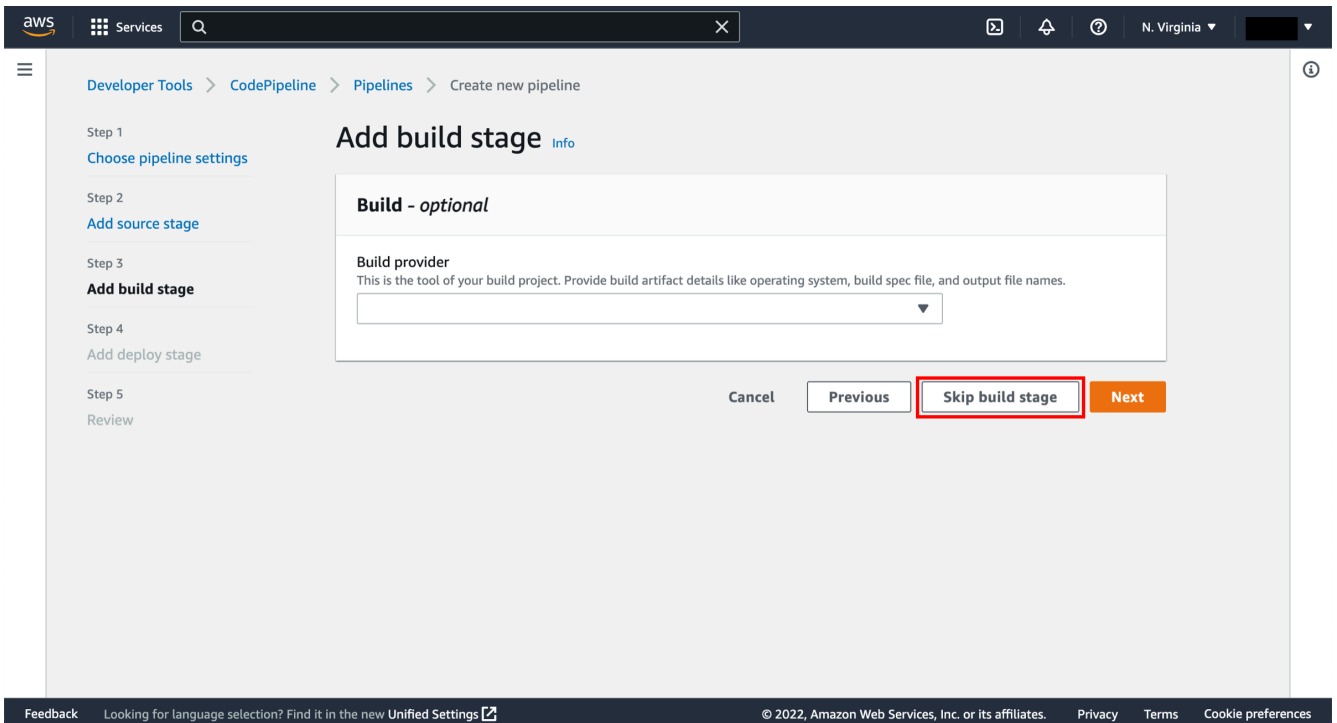 aws Services N. Virginia
Developer Tools CodePipeline Pipelines Create new pipeline
Step 1
Choose pipeline settings
Step 2
Add source stage
Step 3
Add build stage
Step 4
Add deploy stage
Step 5
Review
Add build stage Info
Build - optional
Build provider
This is the tool of your build project. Provide build artifact details like operating system, build spec file, and output file names.
Cancel Previous Skip build stage Next
Feedback Looking for language selection? Find it in the new Unified Settings © 2022, Amazon Web Services, Inc. or its affiliates. Privacy Terms Cookie preferences